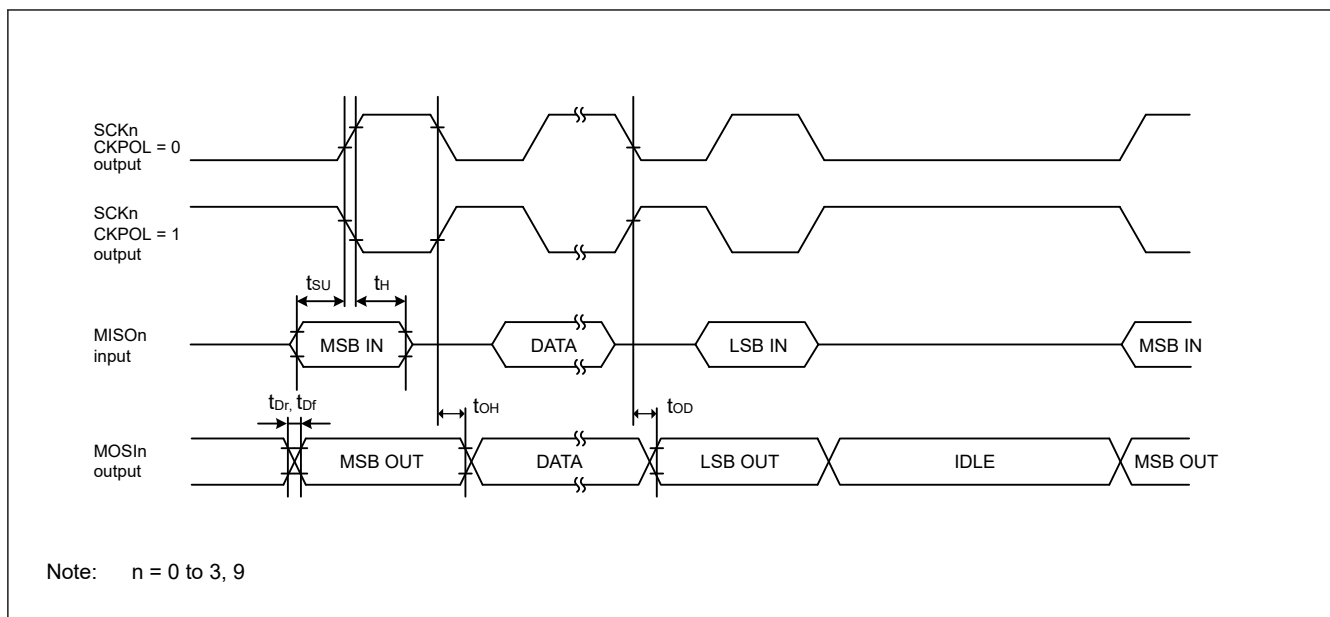 SCKn
CKPOL = 0
output
SCKn
CKPOL = 1
output
tSU
tH
MISOn
input
MSB IN
DATA
LSB IN
MSB IN
tDr, tDf
tOH
tOD
MOSIn
output
MSB OUT
DATA
LSB OUT
IDLE
MSB OUT
Note: n = 0 to 3, 9